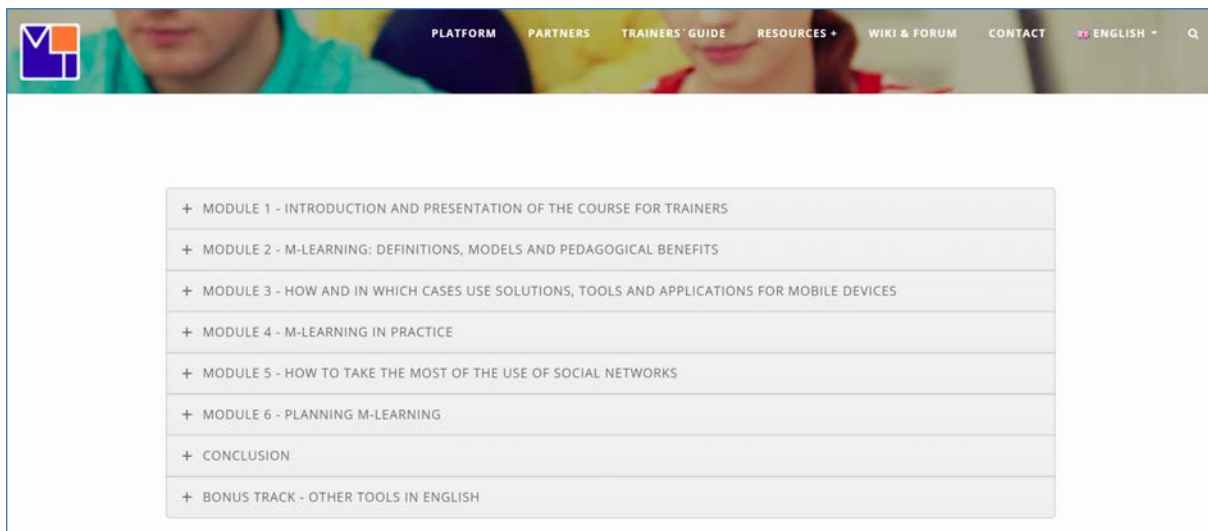 PLATFORM PARTNERS TRAINERS´GUIDE RESOURCES + WIKI & FORUM CONTACT ENGLISH
+ MODULE 1 - INTRODUCTION AND PRESENTATION OF THE COURSE FOR TRAINERS
+ MODULE 2 - M-LEARNING: DEFINITIONS, MODELS AND PEDAGOGICAL BENEFITS
+ MODULE 3 - HOW AND IN WHICH CASES USE SOLUTIONS, TOOLS AND APPLICATIONS FOR MOBILE DEVICES
+ MODULE 4 - M-LEARNING IN PRACTICE
+ MODULE 5 - HOW TO TAKE THE MOST OF THE USE OF SOCIAL NETWORKS
+ MODULE 6 - PLANNING M-LEARNING
+ CONCLUSION
+ BONUS TRACK - OTHER TOOLS IN ENGLISH